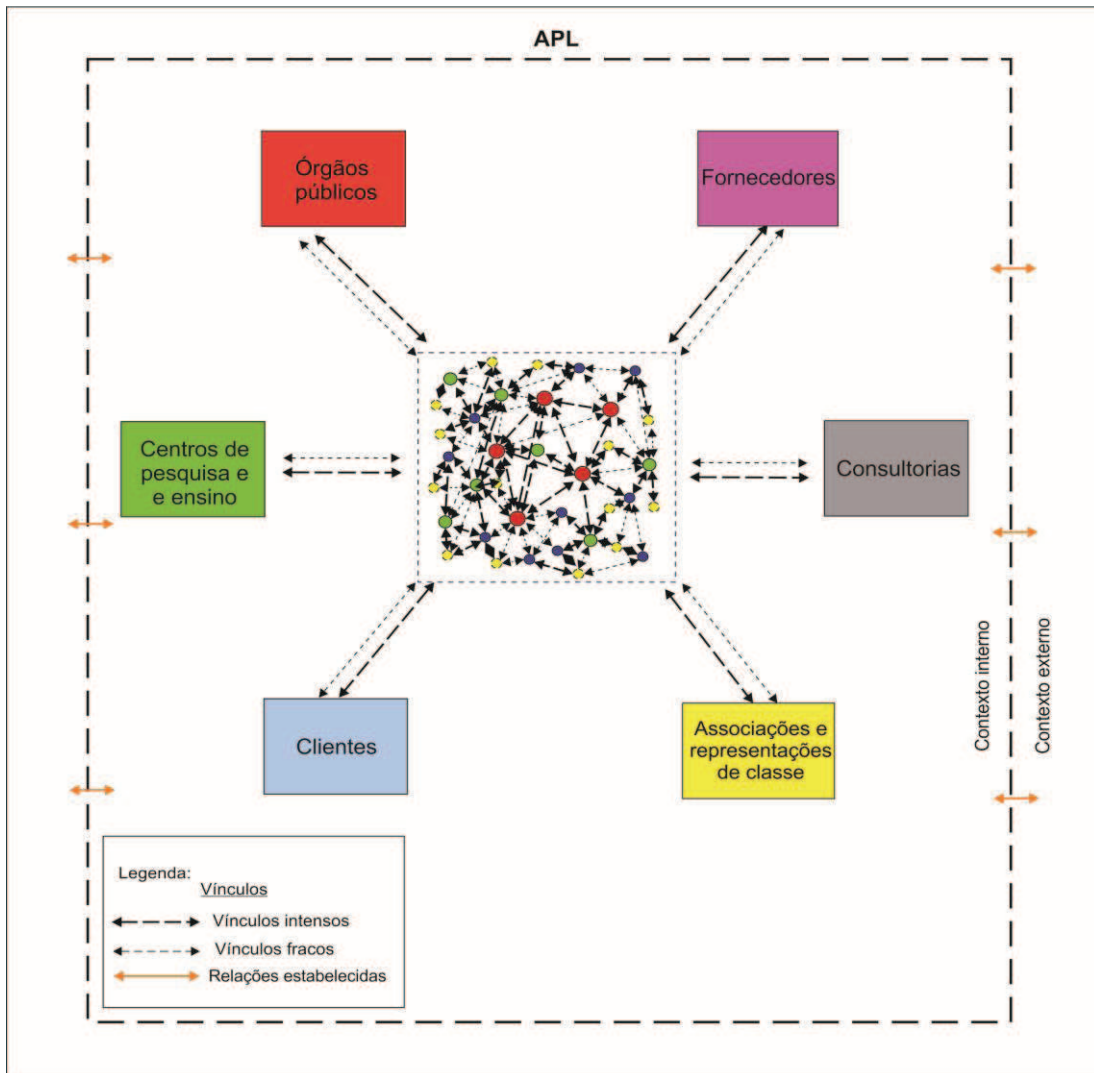 APL
Órgãos
públicos
Fornecedores
Centros de
pesquisa e
e ensino
Consultorias
Clientes
Associações e
representações
de classe
Contexto interno
Contexto externo
Legenda:
Vínculos
Vínculos intensos
Vínculos fracos
Relações estabelecidas